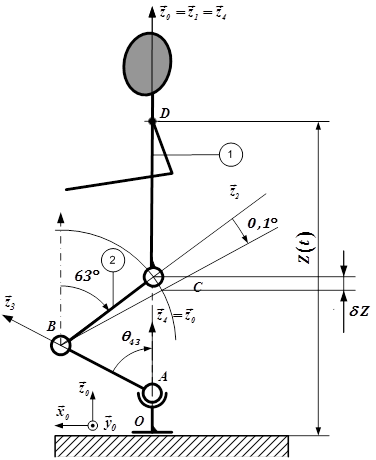 z⃗₀ = z⃗₁ = z⃗₄
D
1
z⃗₂
0,1°
Z(t)
63°
2
C
δZ
z⃗₃
B
z⃗₄ = z⃗₀
θ₄₃
A
z⃗₀
O
x⃗₀
y⃗₀